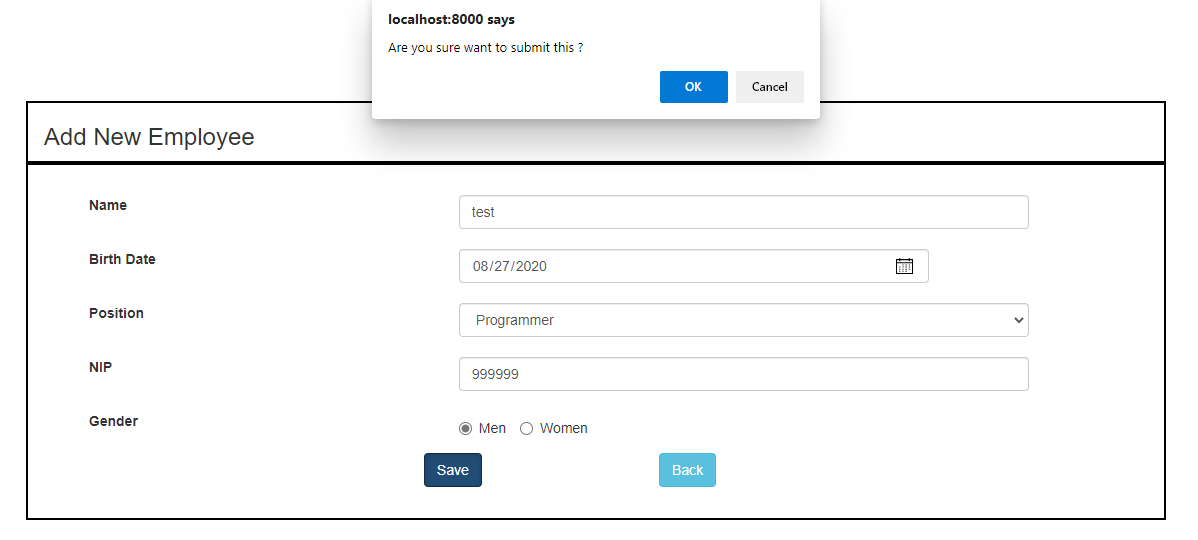 localhost:8000 says
Are you sure want to submit this ?
OK Cancel
Add New Employee
Name test
Birth Date 08/27/2020
Position Programmer
NIP 999999
Gender Men Women
Save Back